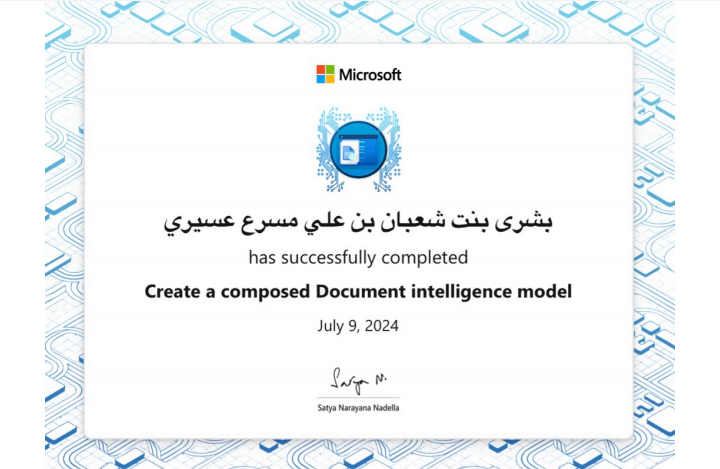 Microsoft
بشرى بنت شعبان بن علي مسرع عسيري
has successfully completed
Create a composed Document intelligence model
July 9, 2024
Satya N.
Satya Narayana Nadella